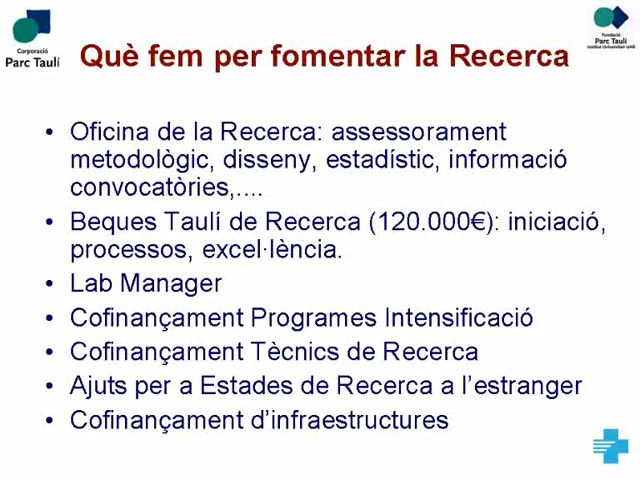 Corporació
Parc Taulí
Fundació
Parc Taulí
Institut Universitari UAB
Què fem per fomentar la Recerca
• Oficina de la Recerca: assessorament
metodològic, disseny, estadístic, informació
convocatòries,....
• Beques Taulí de Recerca (120.000€): iniciació,
processos, excel·lència.
• Lab Manager
• Cofinançament Programes Intensificació
• Cofinançament Tècnics de Recerca
• Ajuts per a Estades de Recerca a l’estranger
• Cofinançament d’infraestructures